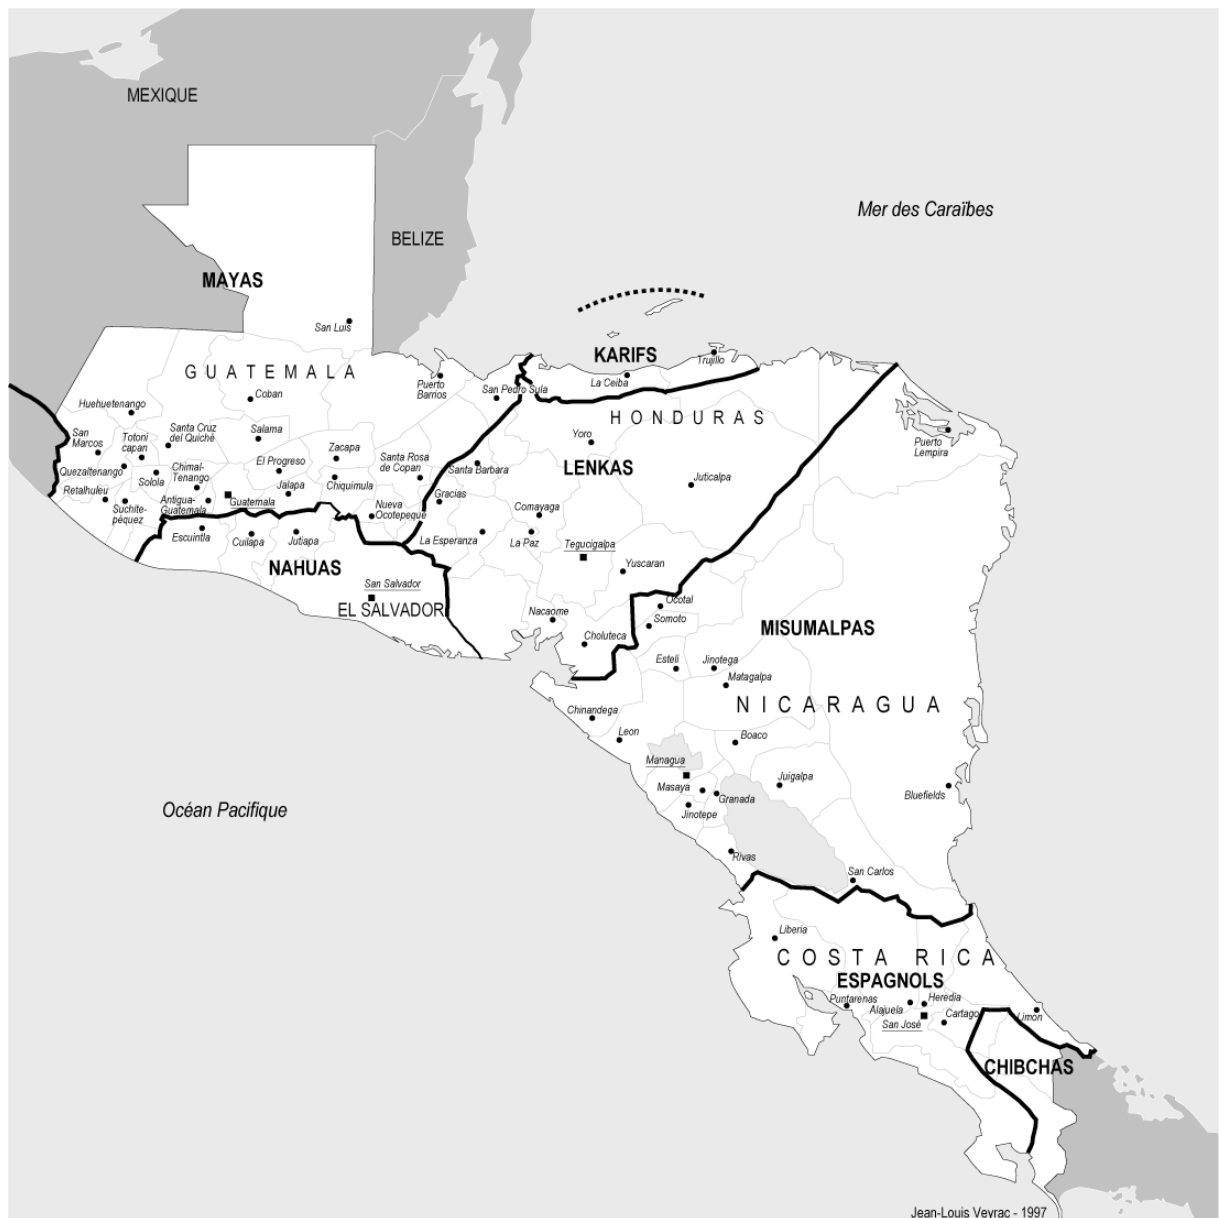 MEXIQUE
Mer des Caraïbes
BELIZE
MAYAS
San Luis
KARIFS
Trujillo
GUATEMALA
La Ceiba
Puerto
Barrios
San Pedro Sula
Coban
Huehuetenango
HONDURAS
Santa Cruz
del Quiché
Salama
San
Marcos
Totoni
capan
Yoro
Puerto
Lempira
Zacapa
Santa Rosa
de Copan
El Progreso
Santa Barbara
LENKAS
Quezaltenango
Solola
Chimal-
Tenango
Chiquimula
Juticalpa
Retalhuleu
Jalapa
Gracias
Antigua-
Guatemala
Guatemala
Suchite-
péquez
Nueva
Ocotepeque
Comayaga
Escuintla
Cuilapa
Jutiapa
La Esperanza
La Paz
Tegucigalpa
NAHUAS
Yuscaran
San Salvador
EL SALVADOR
Ocotal
Nacaome
Somoto
MISUMALPAS
Choluteca
Esteli
Jinotega
Matagalpa
NICARAGUA
Chinandega
Leon
Boaco
Managua
Juigalpa
Masaya
Granada
Bluefields
Océan Pacifique
Jinotepe
Rivas
San Carlos
Liberia
COSTA RICA
ESPAGNOLS
Puntarenas
Heredia
Alajuela
Cartago
Limon
San José
CHIBCHAS
Jean-Louis Veyrac - 1997